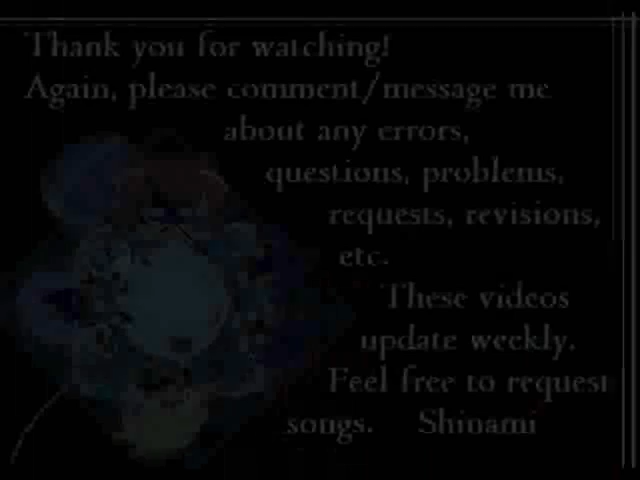 Thank you for watching!
Again, please comment/message me
about any errors,
questions, problems,
requests, revisions,
etc.
These videos
update weekly.
Feel free to request
songs. Shinami